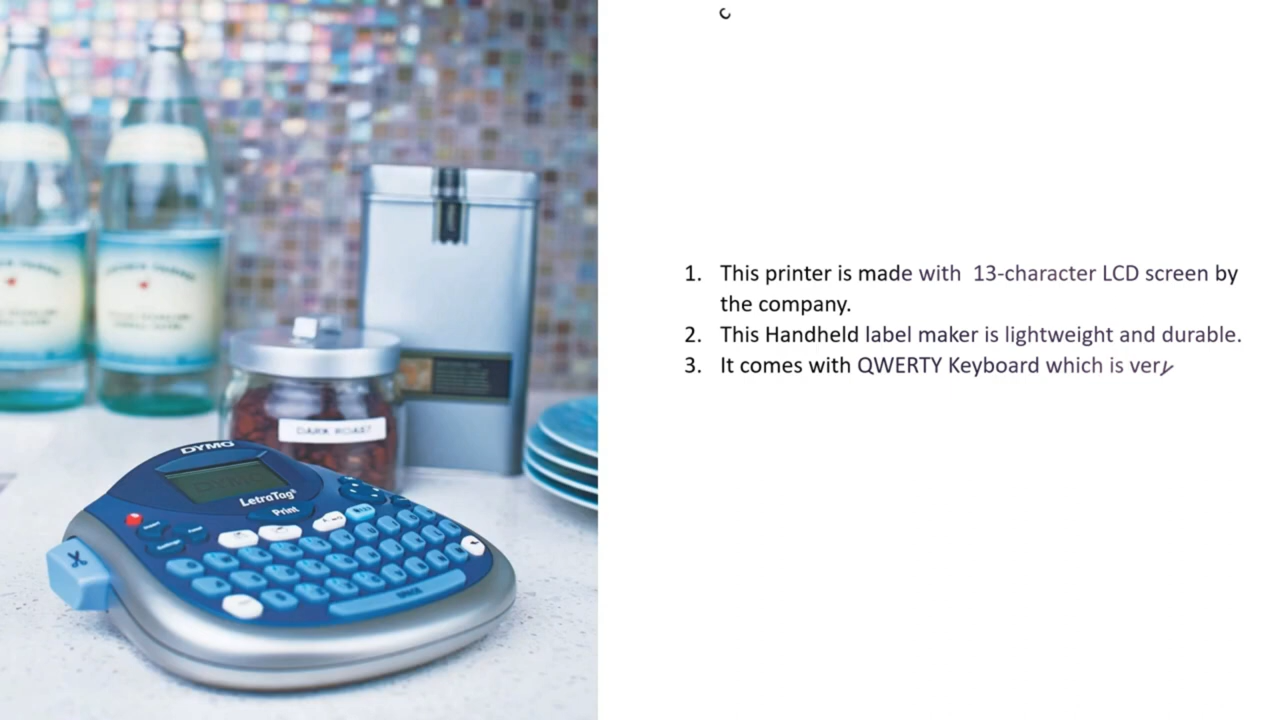 DYMO
LetraTag®
Print
DARK ROAST
1. This printer is made with 13-character LCD screen by
the company.
2. This Handheld label maker is lightweight and durable.
3. It comes with QWERTY Keyboard which is very